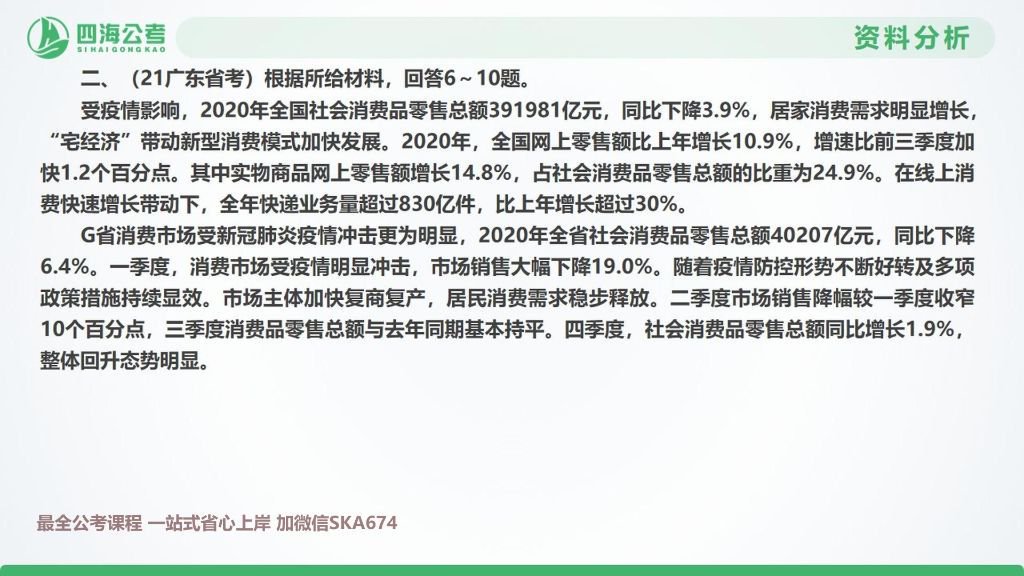 四海公考
SIHAIGONGKAO
资料分析
二、（21广东省考）根据所给材料，回答6～10题。
受疫情影响，2020年全国社会消费品零售总额391981亿元，同比下降3.9%，居家消费需求明显增长，
“宅经济”带动新型消费模式加快发展。2020年，全国网上零售额比上年增长10.9%，增速比前三季度加
快1.2个百分点。其中实物商品网上零售额增长14.8%，占社会消费品零售总额的比重为24.9%。在线上消
费快速增长带动下，全年快递业务量超过830亿件，比上年增长超过30%。
G省消费市场受新冠肺炎疫情冲击更为明显，2020年全省社会消费品零售总额40207亿元，同比下降
6.4%。一季度，消费市场受疫情明显冲击，市场销售大幅下降19.0%。随着疫情防控形势不断好转及多项
政策措施持续显效。市场主体加快复商复产，居民消费需求稳步释放。二季度市场销售降幅较一季度收窄
10个百分点，三季度消费品零售总额与去年同期基本持平。四季度，社会消费品零售总额同比增长1.9%，
整体回升态势明显。
最全公考课程 一站式省心上岸 加微信SKA674